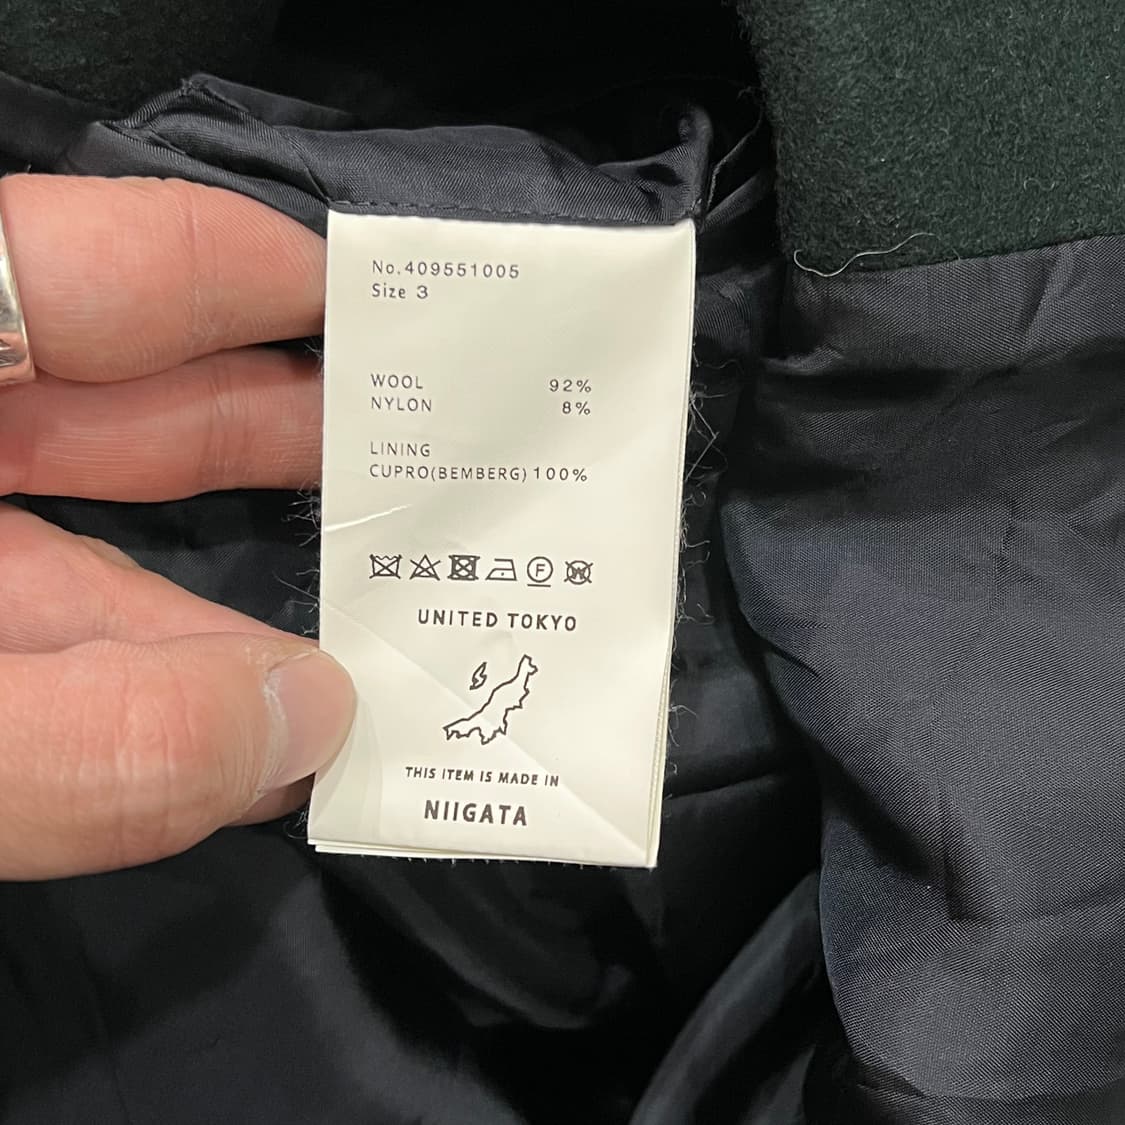 No.409551005
Size 3
WOOL 92%
NYLON 8%
LINING
CUPRO(BEMBERG) 100%
F W
UNITED TOKYO
THIS ITEM IS MADE IN
NIIGATA